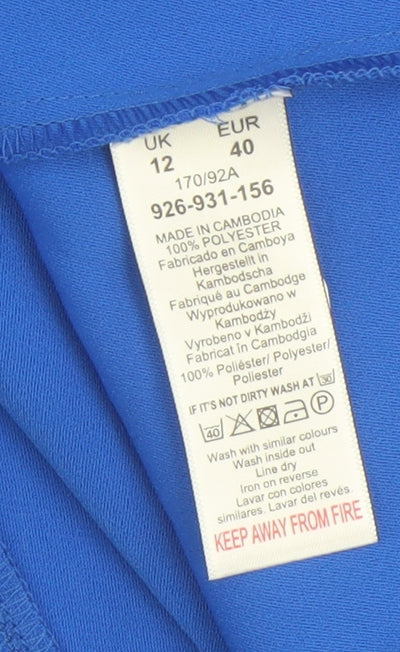 UK EUR
12 40
170/92A
926-931-156
MADE IN CAMBODIA
100% POLYESTER
Fabricado en Camboya
Hergestellt in
Kambodscha
Fabriqué au Cambodge
Wyprodukowano w
Kambodży
Vyrobeno v Kambodži
Fabricat în Cambodgia
100% Poliéster/ Polyester/
Poliester
IF IT'S NOT DIRTY WASH AT 30
40 P
Wash with similar colours
Wash inside out
Line dry
Iron on reverse
Lavar con colores
similares. Lavar del revés.
KEEP AWAY FROM FIRE